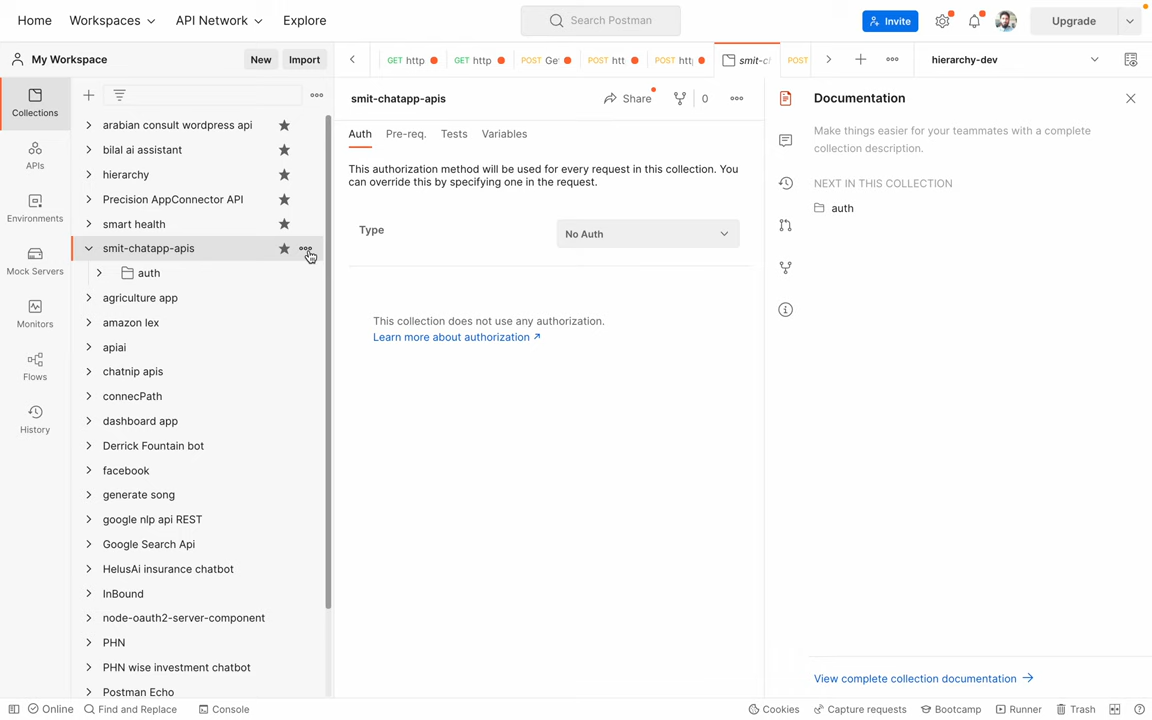 Home Workspaces API Network Explore Search Postman Invite Upgrade
My Workspace New Import GET http GET http POST Ge POST htt POST htt smit-c POST hierarchy-dev
Collections
APIs
Environments
Mock Servers
Monitors
Flows
History
arabian consult wordpress api
bilal ai assistant
hierarchy
Precision AppConnector API
smart health
smit-chatapp-apis
auth
agriculture app
amazon lex
apiai
chatnip apis
connecPath
dashboard app
Derrick Fountain bot
facebook
generate song
google nlp api REST
Google Search Api
HelusAi insurance chatbot
InBound
node-oauth2-server-component
PHN
PHN wise investment chatbot
Postman Echo
smit-chatapp-apis Share 0
Auth Pre-req. Tests Variables
This authorization method will be used for every request in this collection. You
can override this by specifying one in the request.
Type No Auth
This collection does not use any authorization.
Learn more about authorization
Documentation
Make things easier for your teammates with a complete
collection description.
NEXT IN THIS COLLECTION
auth
View complete collection documentation
Online Find and Replace Console Cookies Capture requests Bootcamp Runner Trash